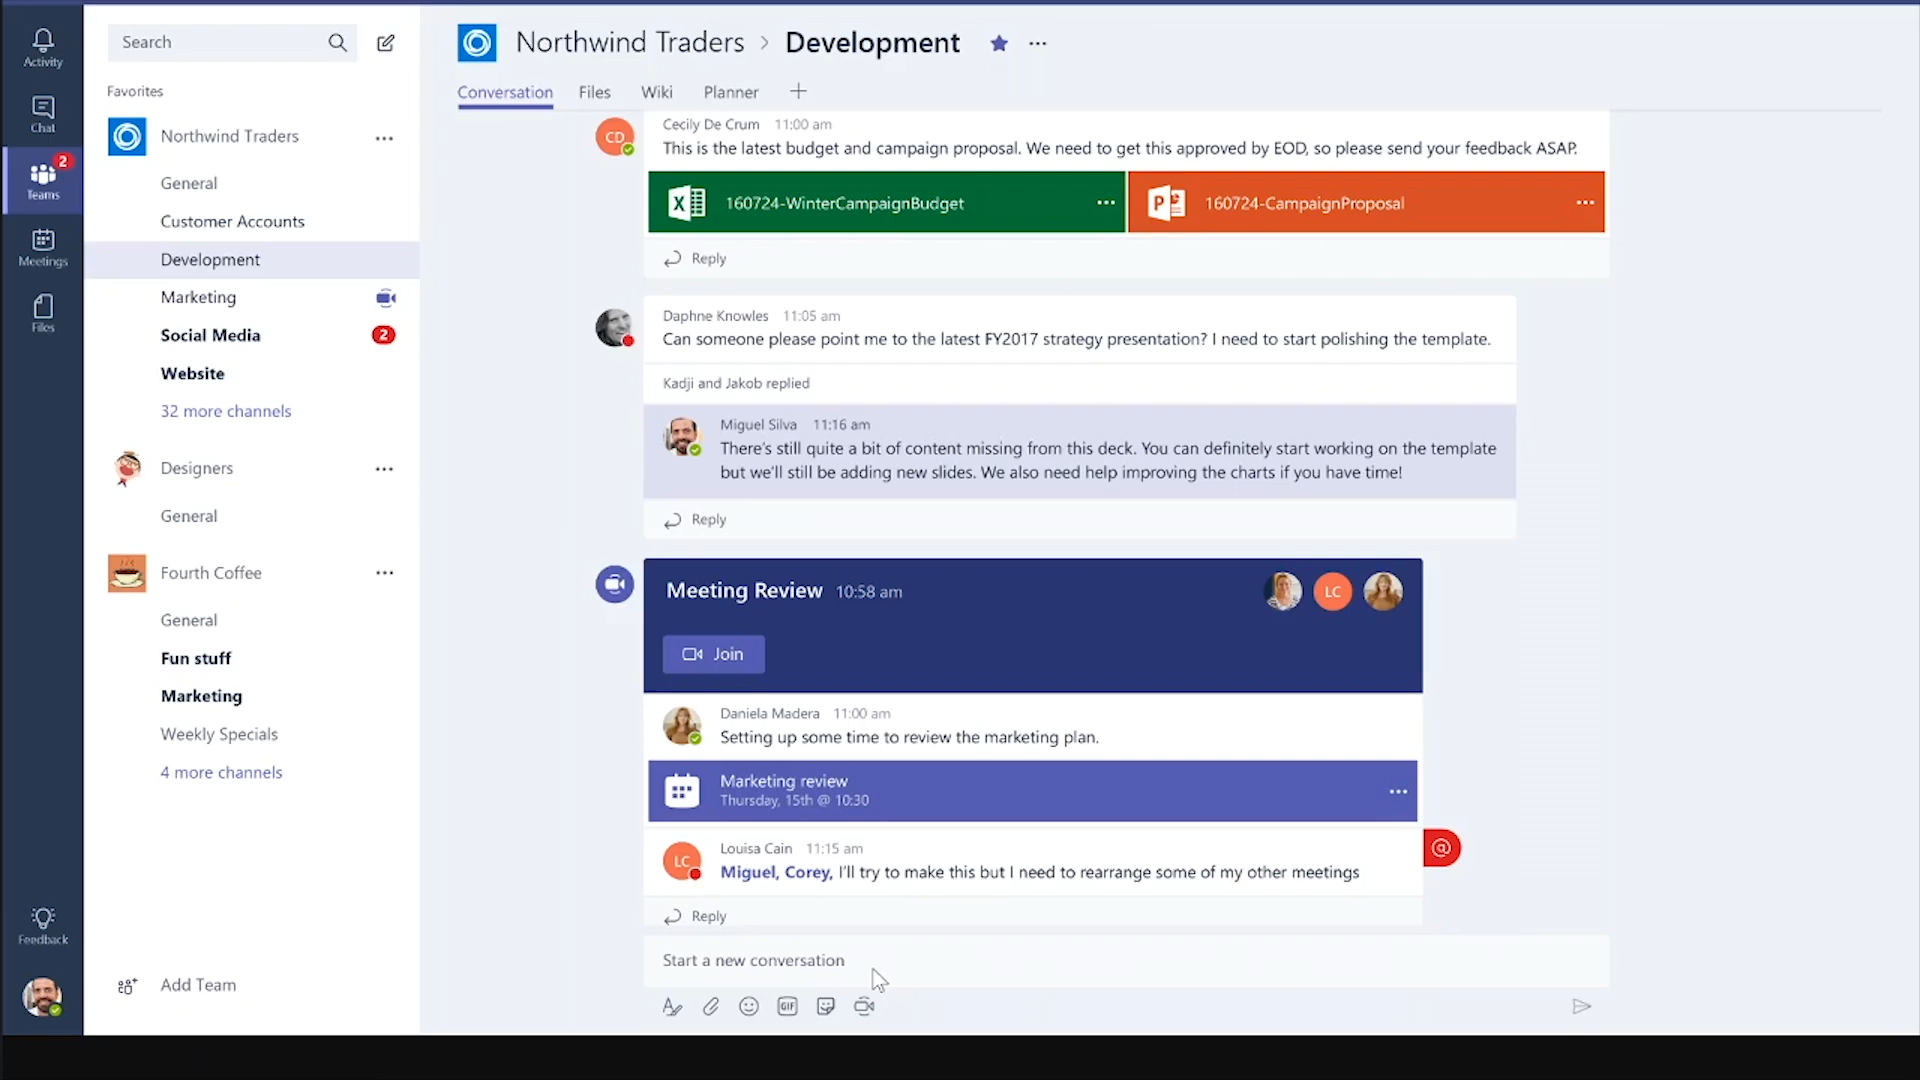 Activity
Chat
2
Teams
Meetings
Files
Feedback
Search
Favorites
Northwind Traders
General
Customer Accounts
Development
Marketing
Social Media 2
Website
32 more channels
Designers
General
Fourth Coffee
General
Fun stuff
Marketing
Weekly Specials
4 more channels
Add Team
Northwind Traders > Development
Conversation Files Wiki Planner
CD
Cecily De Crum 11:00 am
This is the latest budget and campaign proposal. We need to get this approved by EOD, so please send your feedback ASAP.
160724-WinterCampaignBudget
160724-CampaignProposal
Reply
Daphne Knowles 11:05 am
Can someone please point me to the latest FY2017 strategy presentation? I need to start polishing the template.
Kadji and Jakob replied
Miguel Silva 11:16 am
There's still quite a bit of content missing from this deck. You can definitely start working on the template
but we'll still be adding new slides. We also need help improving the charts if you have time!
Reply
Meeting Review 10:58 am
LC
Join
Daniela Madera 11:00 am
Setting up some time to review the marketing plan.
Marketing review
Thursday, 15th @ 10:30
LC
Louisa Cain 11:15 am
Miguel, Corey, I'll try to make this but I need to rearrange some of my other meetings
@
Reply
Start a new conversation
GIF